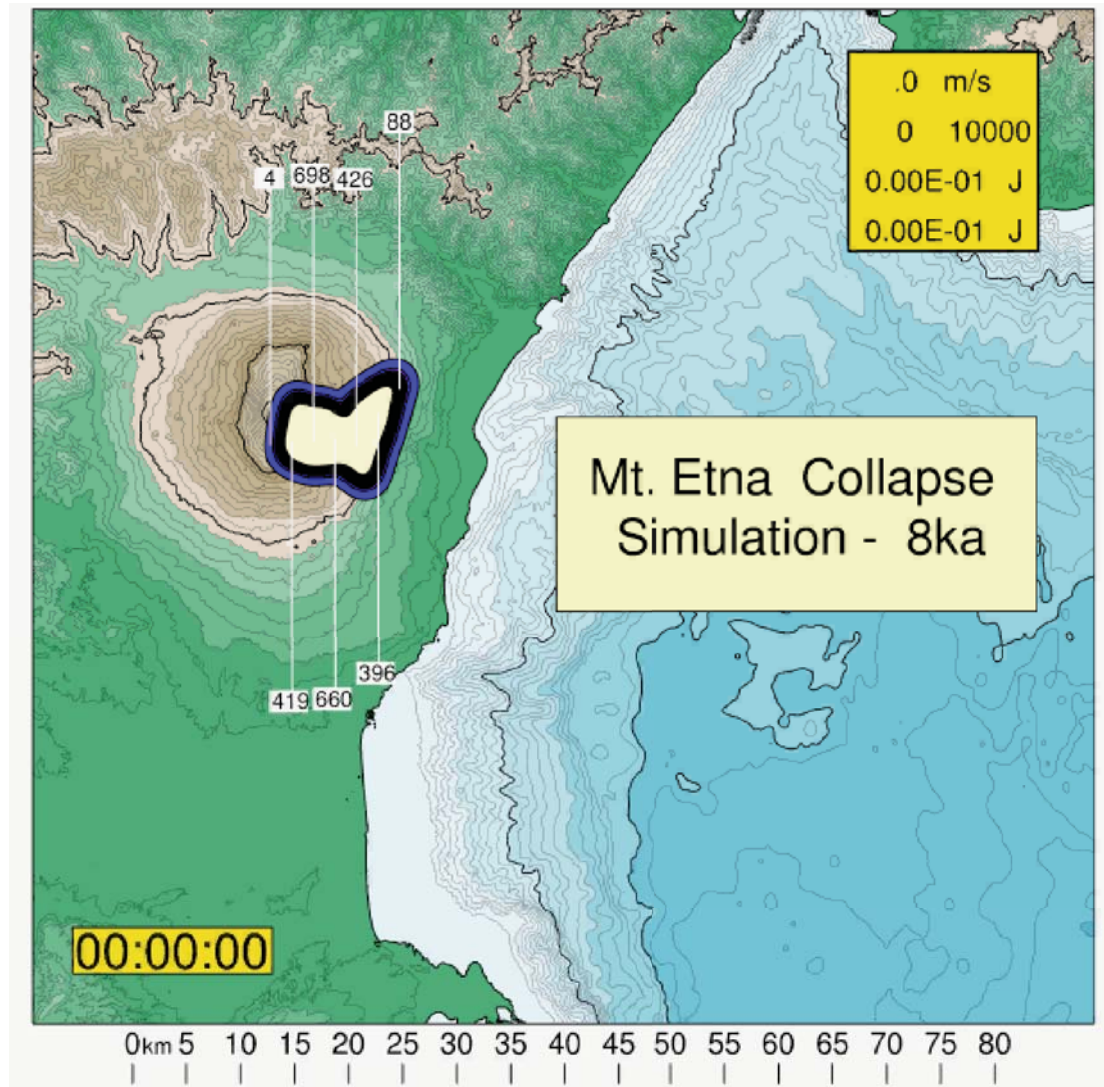 .0 m/s
0 10000
0.00E-01 J
0.00E-01 J
88
4 698 426
Mt. Etna Collapse
Simulation - 8ka
396
419 660
00:00:00
0km 5 10 15 20 25 30 35 40 45 50 55 60 65 70 75 80